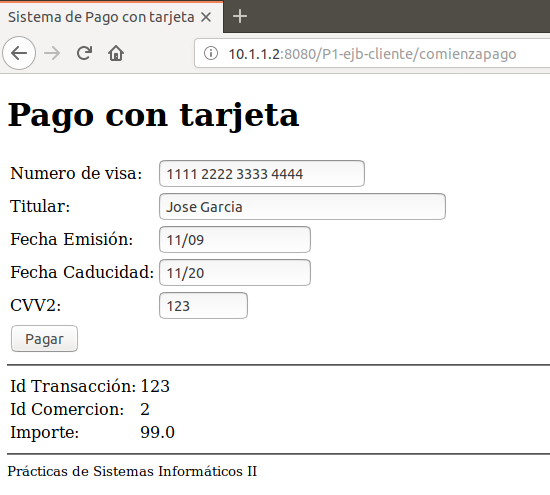 Sistema de Pago con tarjeta
10.1.1.2:8080/P1-ejb-cliente/comienzapago
Pago con tarjeta
Numero de visa: 1111 2222 3333 4444
Titular: Jose Garcia
Fecha Emisión: 11/09
Fecha Caducidad: 11/20
CVV2: 123
Pagar
Id Transacción: 123
Id Comercion: 2
Importe: 99.0
Prácticas de Sistemas Informáticos II